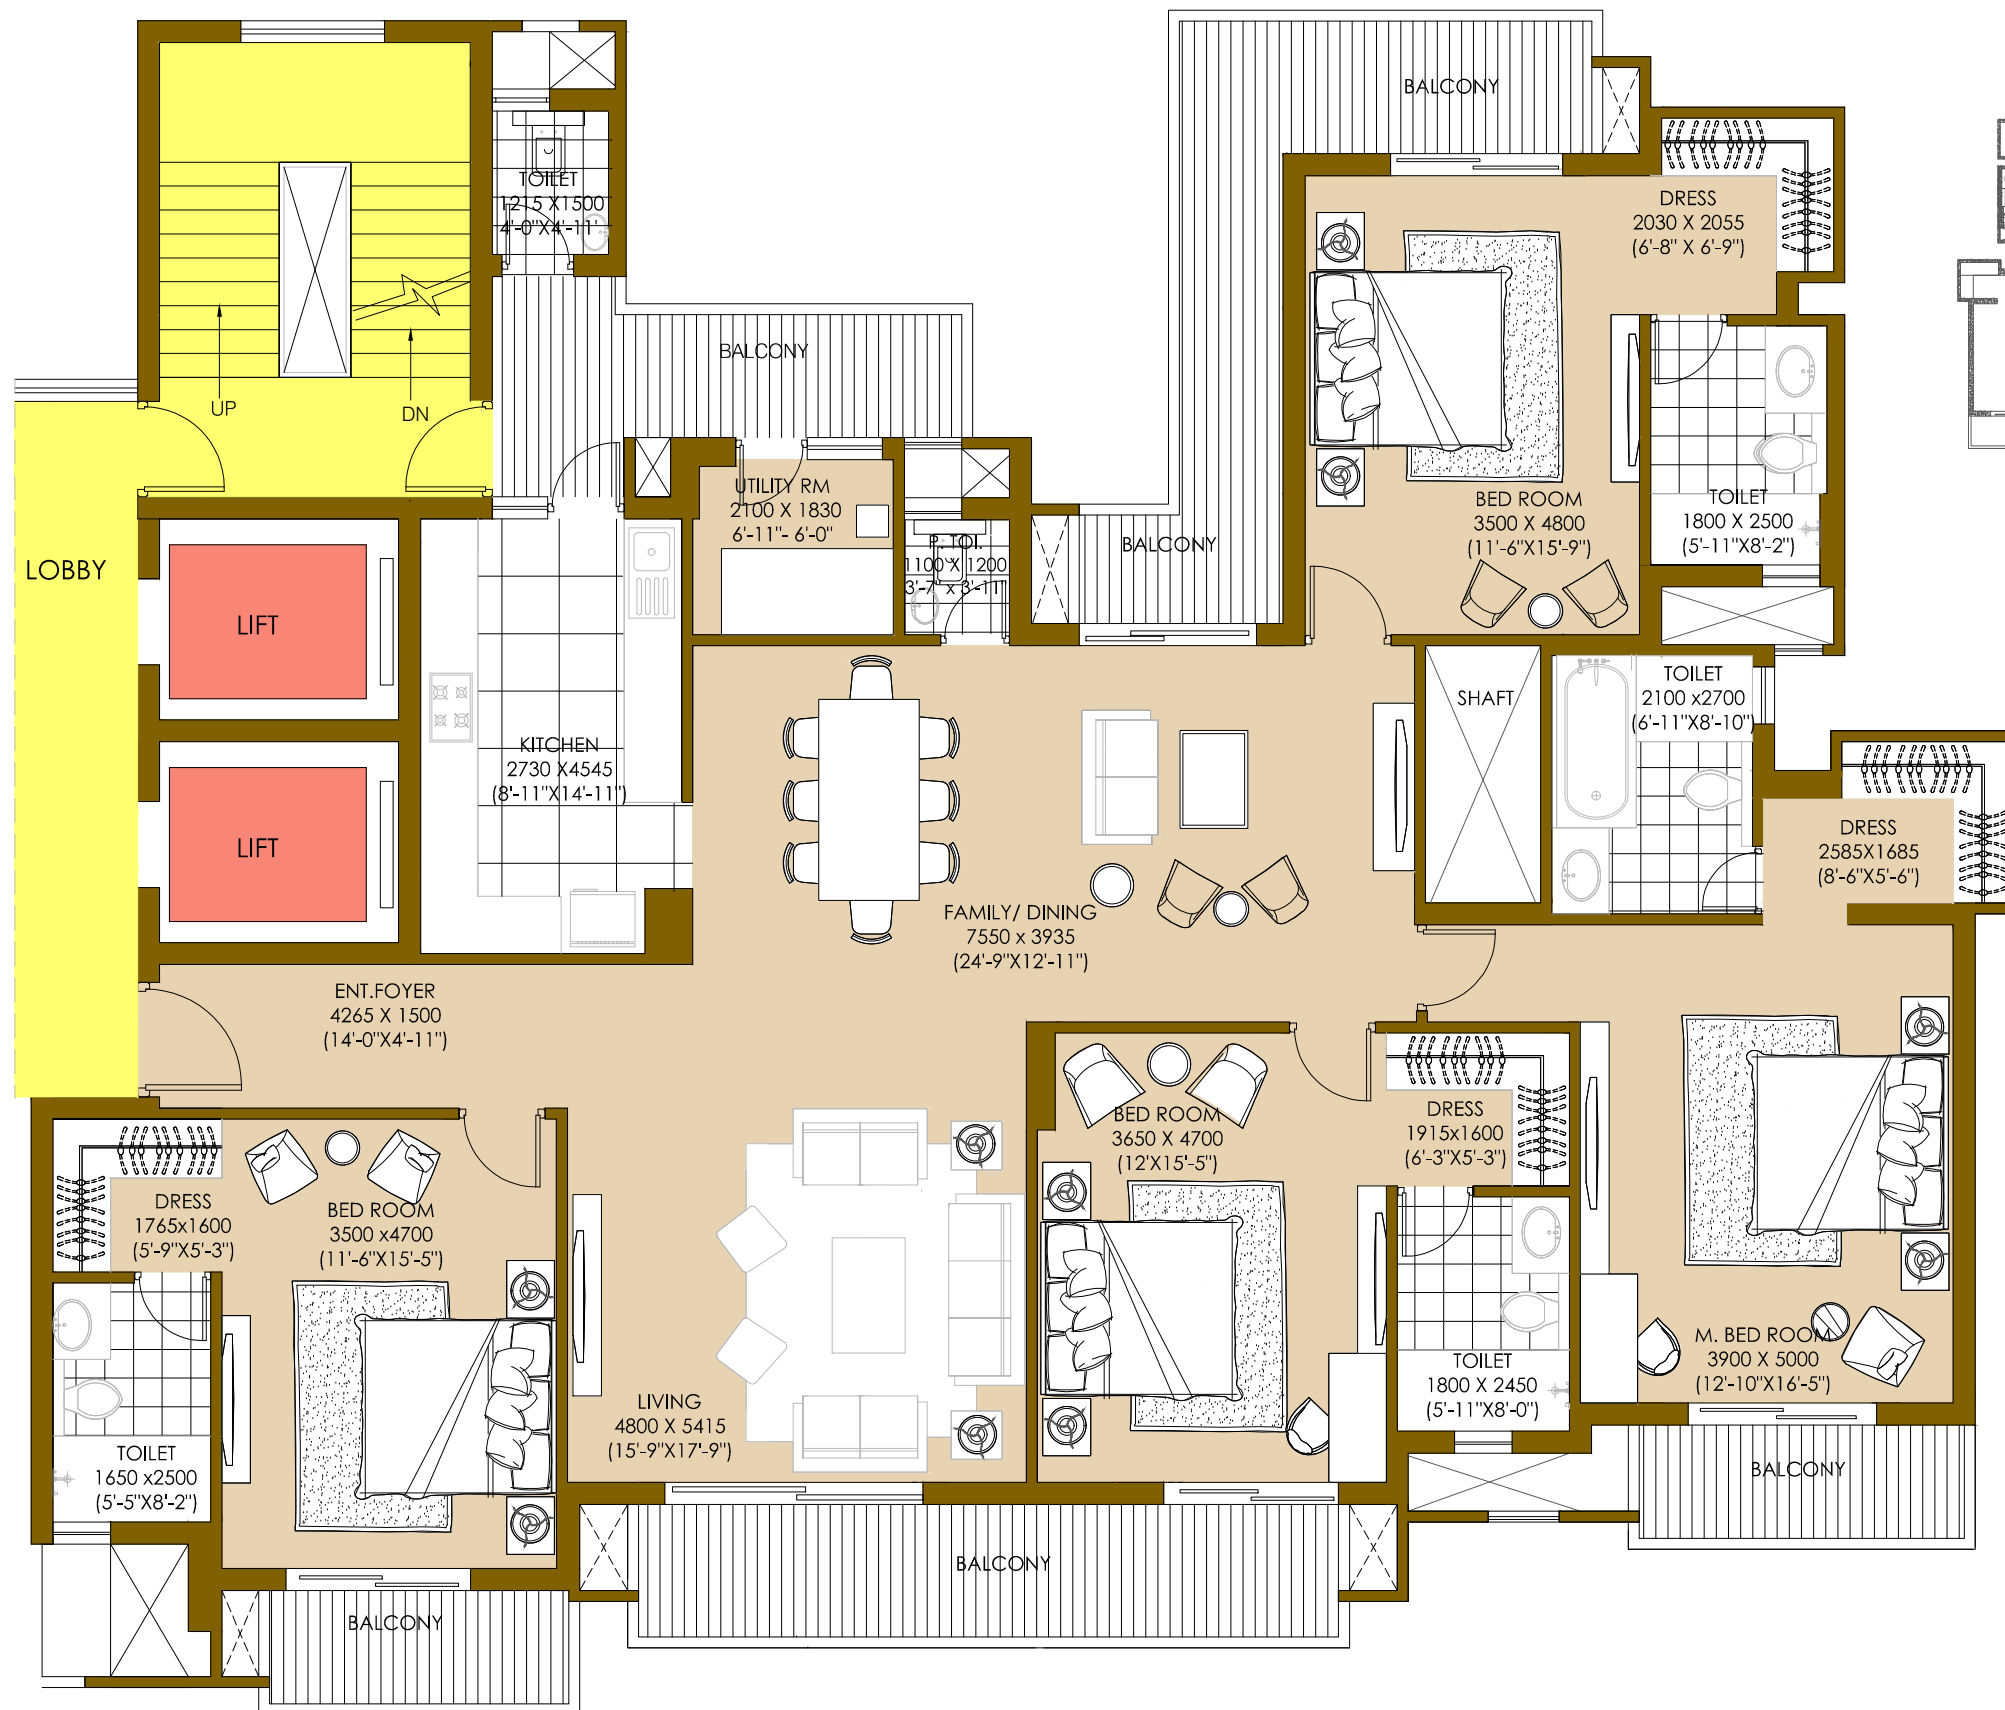 BALCONY
TOILET
1215 X1500
4'-0"X4'-11"
DRESS
2030 X 2055
(6'-8" X 6'-9")
BALCONY
UP
DN
UTILITY RM
2100 X 1830
6'-11"- 6'-0"
BED ROOM
3500 X 4800
(11'-6"X15'-9")
TOILET
1800 X 2500
(5'-11"X8'-2")
LOBBY
P. TOI.
1100 X 1200
3'-7" x 3'-11"
BALCONY
LIFT
SHAFT
TOILET
2100 x2700
(6'-11"X8'-10")
KITCHEN
2730 X4545
(8'-11"X14'-11")
LIFT
DRESS
2585X1685
(8'-6"X5'-6")
FAMILY/ DINING
7550 x 3935
(24'-9"X12'-11")
ENT.FOYER
4265 X 1500
(14'-0"X4'-11")
BED ROOM
3650 X 4700
(12'X15'-5")
DRESS
1915x1600
(6'-3"X5'-3")
DRESS
1765x1600
(5'-9"X5'-3")
BED ROOM
3500 x4700
(11'-6"X15'-5")
M. BED ROOM
3900 X 5000
(12'-10"X16'-5")
TOILET
1800 X 2450
(5'-11"X8'-0")
LIVING
4800 X 5415
(15'-9"X17'-9")
TOILET
1650 x2500
(5'-5"X8'-2")
BALCONY
BALCONY
BALCONY